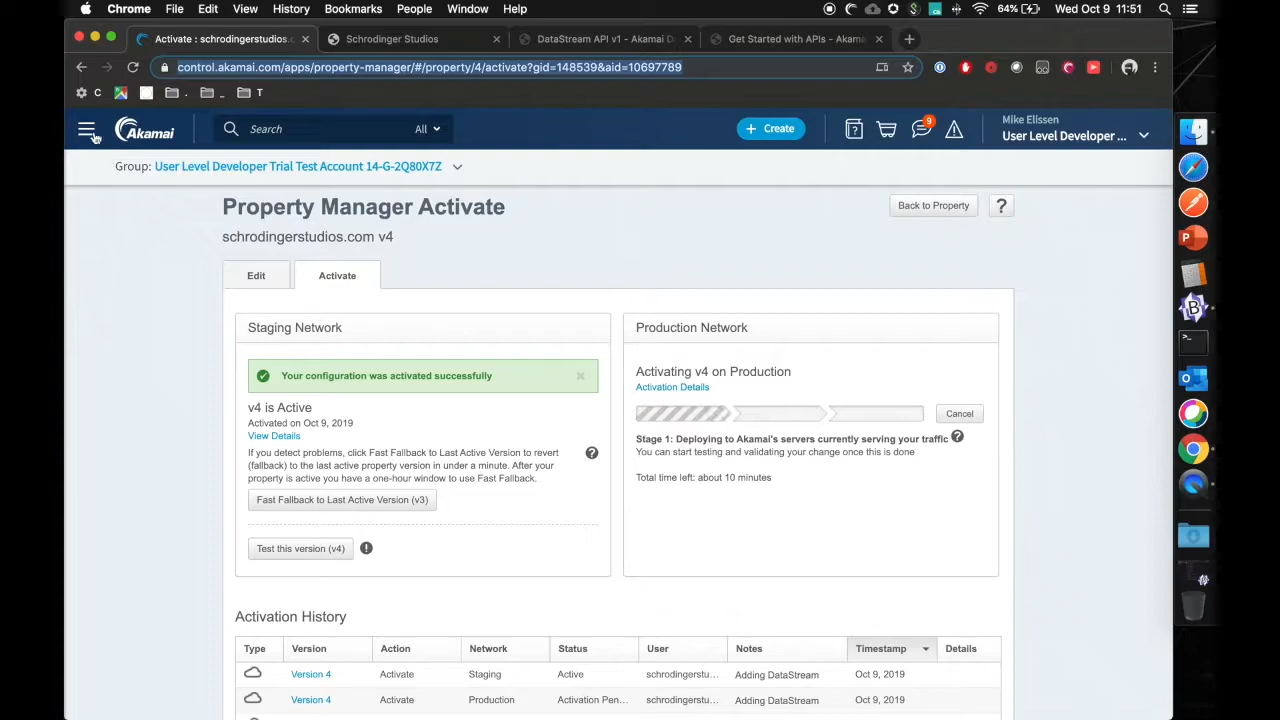 Chrome File Edit View History Bookmarks People Window Help 64% Wed Oct 9 11:51
Activate : schrodingerstudios.c
Schrodinger Studios
DataStream API v1 - Akamai D
Get Started with APIs - Akama
control.akamai.com/apps/property-manager/#/property/4/activate?gid=148539&aid=10697789
C . _ T
Akamai Search All + Create 9
Mike Elissen
User Level Developer ...
Group: User Level Developer Trial Test Account 14-G-2Q80X7Z
Property Manager Activate
Back to Property ?
schrodingerstudios.com v4
Edit Activate
Staging Network
Your configuration was activated successfully
v4 is Active
Activated on Oct 9, 2019
View Details
If you detect problems, click Fast Fallback to Last Active Version to revert
(fallback) to the last active property version in under a minute. After your
property is active you have a one-hour window to use Fast Fallback.
Fast Fallback to Last Active Version (v3)
Test this version (v4)
Production Network
Activating v4 on Production
Activation Details
Cancel
Stage 1: Deploying to Akamai's servers currently serving your traffic
You can start testing and validating your change once this is done
Total time left: about 10 minutes
Activation History
Type Version Action Network Status User Notes Timestamp Details
Version 4 Activate Staging Active schrodingerstu... Adding DataStream Oct 9, 2019
Version 4 Activate Production Activation Pen... schrodingerstu... Adding DataStream Oct 9, 2019